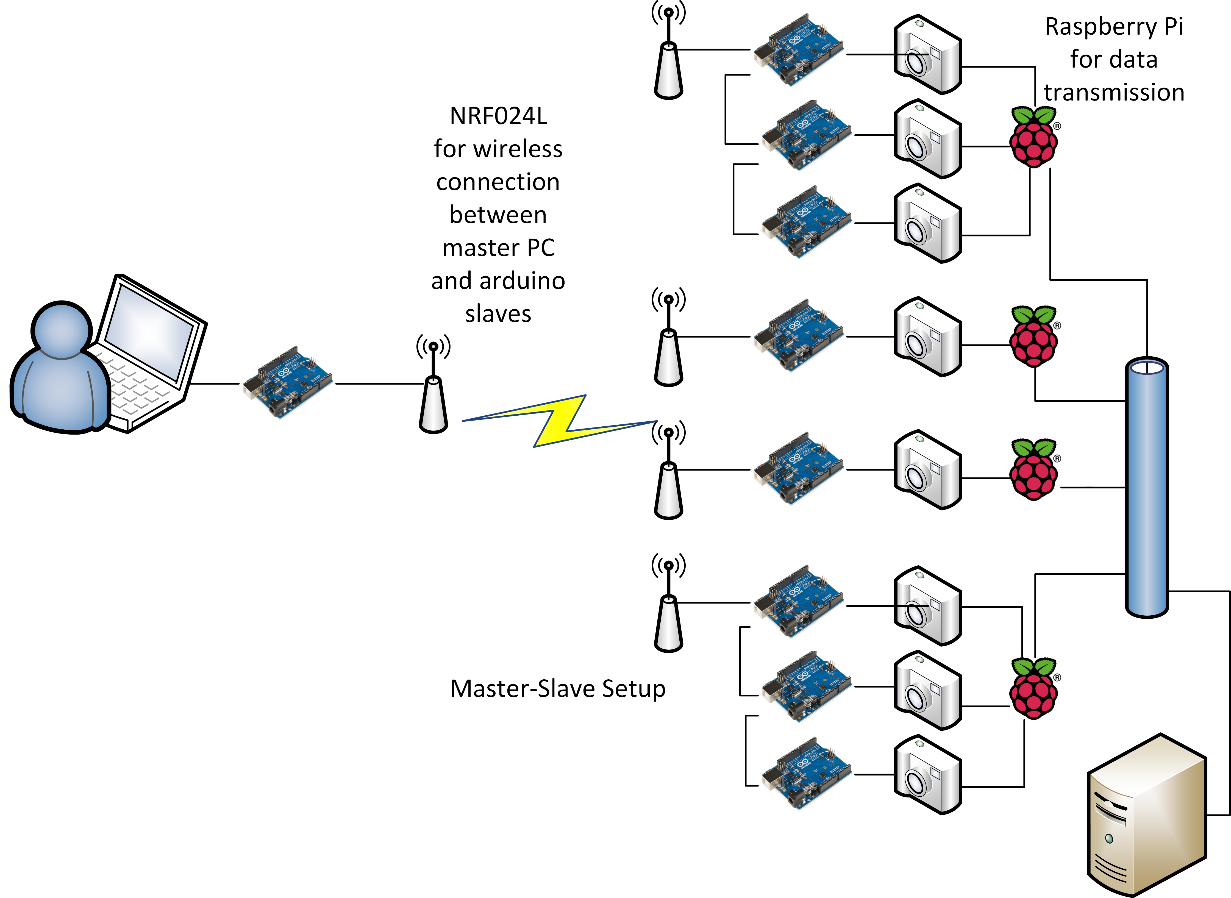 Raspberry Pi
for data
transmission
NRF024L
for wireless
connection
between
master PC
and arduino
slaves
Master-Slave Setup